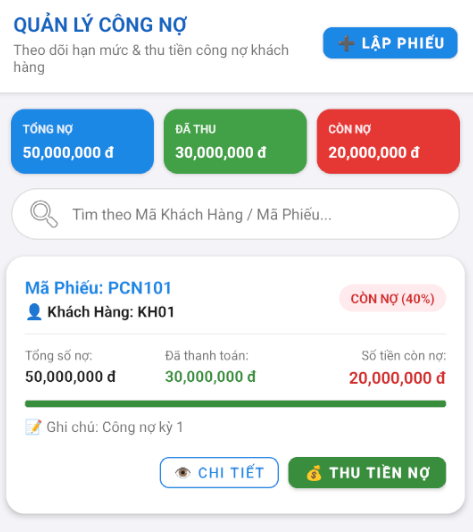 QUẢN LÝ CÔNG NỢ
Theo dõi hạn mức & thu tiền công nợ khách
hàng
➕ LẬP PHIẾU
TỔNG NỢ
50,000,000 đ
ĐÃ THU
30,000,000 đ
CÒN NỢ
20,000,000 đ
Tìm theo Mã Khách Hàng / Mã Phiếu...
Mã Phiếu: PCN101
👤 Khách Hàng: KH01
CÒN NỢ (40%)
Tổng số nợ:
50,000,000 đ
Đã thanh toán:
30,000,000 đ
Số tiền còn nợ:
20,000,000 đ
📝 Ghi chú: Công nợ kỳ 1
👁️ CHI TIẾT
💰 THU TIỀN NỢ